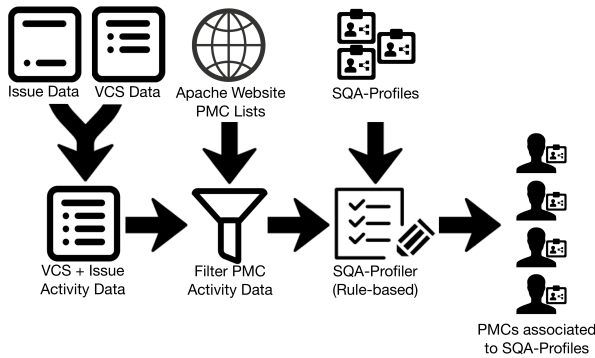 Issue Data
VCS Data
Apache Website
PMC Lists
SQA-Profiles
VCS + Issue
Activity Data
Filter PMC
Activity Data
SQA-Profiler
(Rule-based)
PMCs associated
to SQA-Profiles